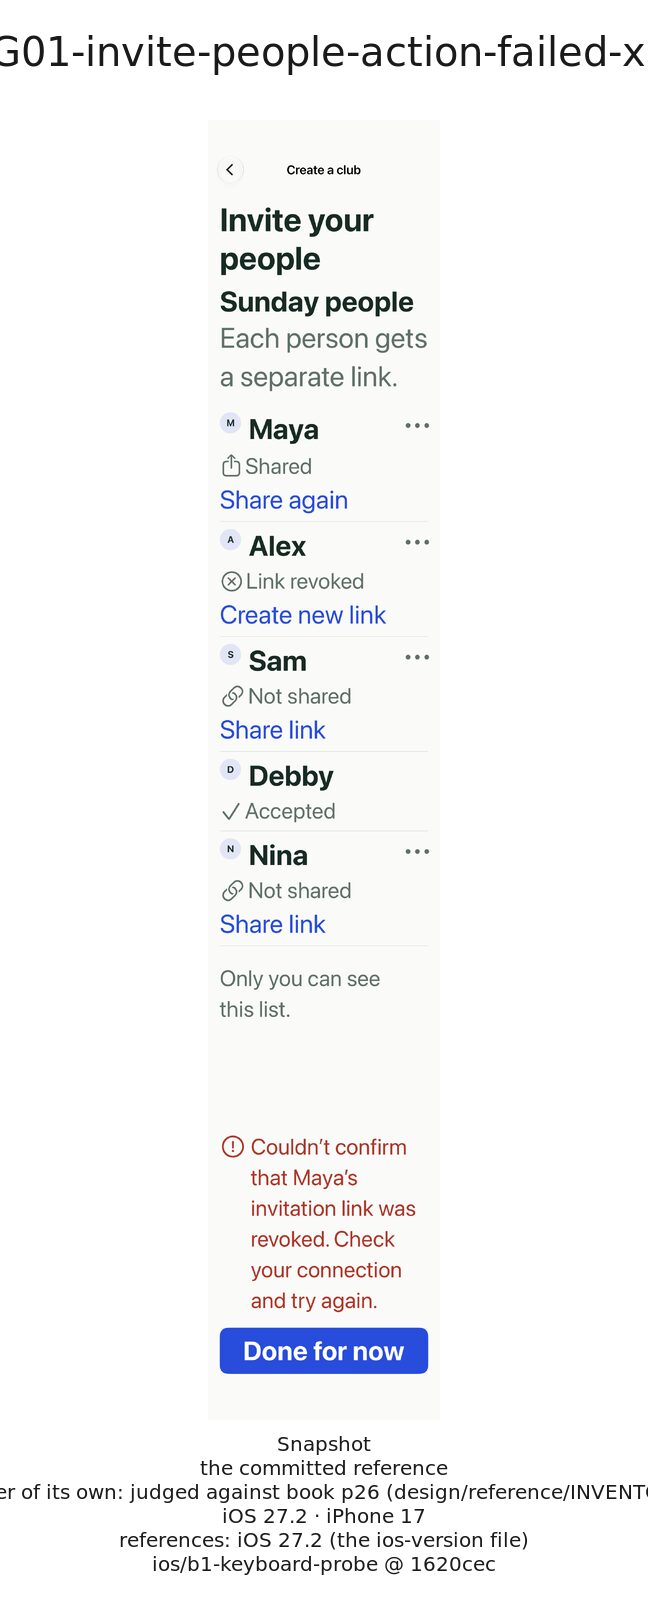 G01-invite-people-action-failed-x
Create a club
Invite your
people
Sunday people
Each person gets
a separate link.
M Maya
Shared
Share again
A Alex
Link revoked
Create new link
S Sam
Not shared
Share link
D Debby
Accepted
N Nina
Not shared
Share link
Only you can see
this list.
Couldn’t confirm
that Maya’s
invitation link was
revoked. Check
your connection
and try again.
Done for now
Snapshot
the committed reference
er of its own: judged against book p26 (design/reference/INVENTO
iOS 27.2 · iPhone 17
references: iOS 27.2 (the ios-version file)
ios/b1-keyboard-probe @ 1620cec